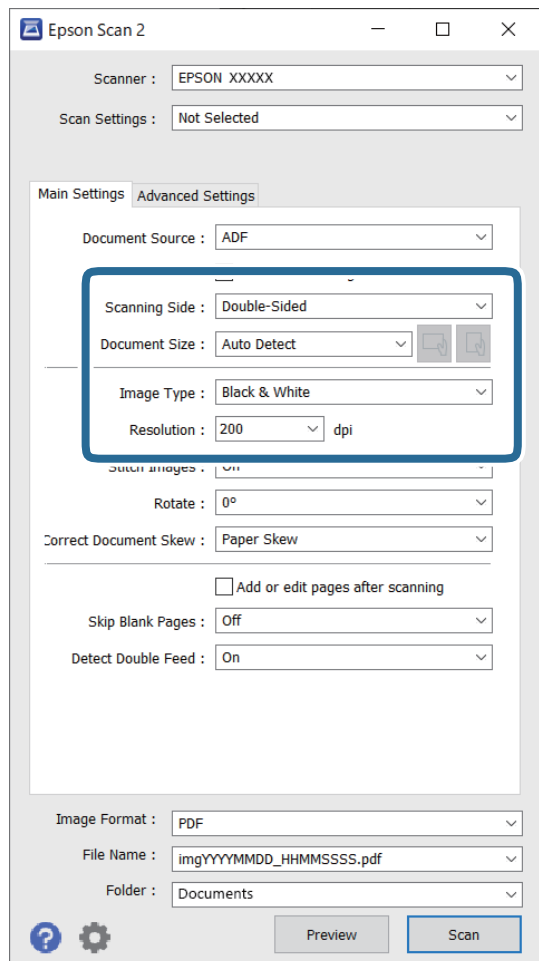 Epson Scan 2
Scanner : EPSON XXXXX
Scan Settings : Not Selected
Main Settings Advanced Settings
Document Source : ADF
Scanning Side : Double-Sided
Document Size : Auto Detect
Image Type : Black & White
Resolution : 200 dpi
Stitch Images : On
Rotate : 0°
Correct Document Skew : Paper Skew
Add or edit pages after scanning
Skip Blank Pages : Off
Detect Double Feed : On
Image Format : PDF
File Name : imgYYYYMMDD_HHMMSSSS.pdf
Folder : Documents
? Preview Scan